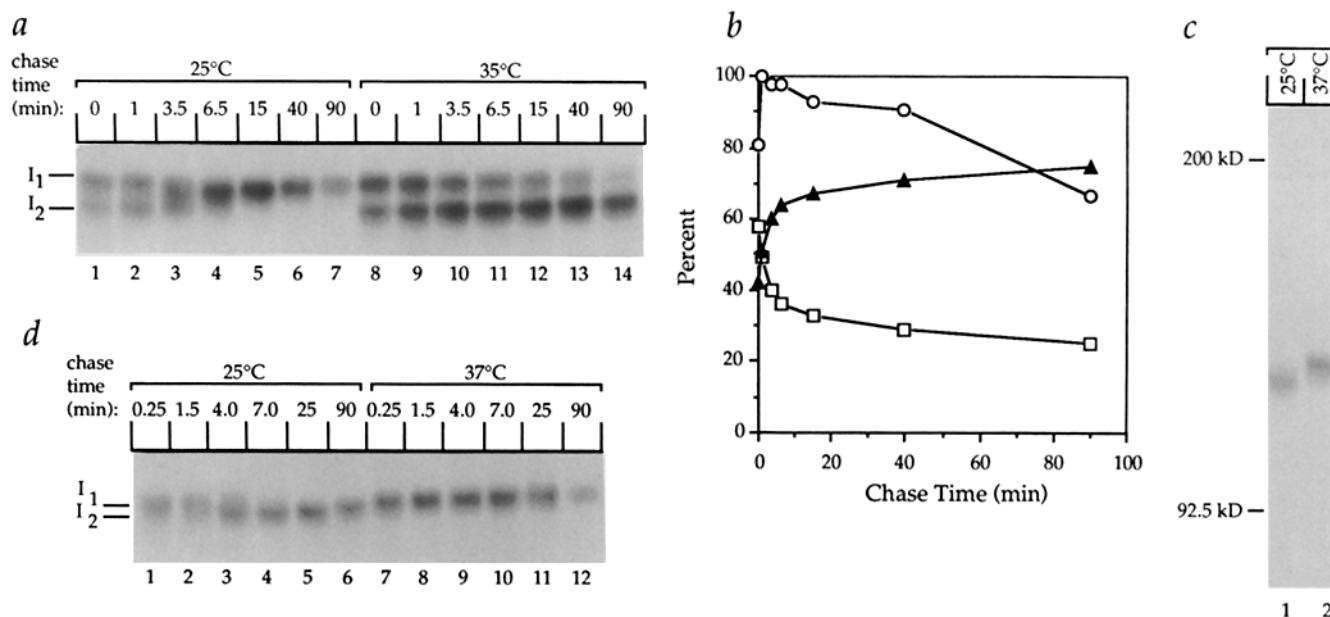 a
chase time (min):
25°C 35°C
0 1 3.5 6.5 15 40 90 0 1 3.5 6.5 15 40 90
I1
I2
1 2 3 4 5 6 7 8 9 10 11 12 13 14
b
Percent
100
80
60
40
20
0
0 20 40 60 80 100
Chase Time (min)
c
25°C 37°C
200 kD
92.5 kD
1 2
d
chase time (min):
25°C 37°C
0.25 1.5 4.0 7.0 25 90 0.25 1.5 4.0 7.0 25 90
I1
I2
1 2 3 4 5 6 7 8 9 10 11 12